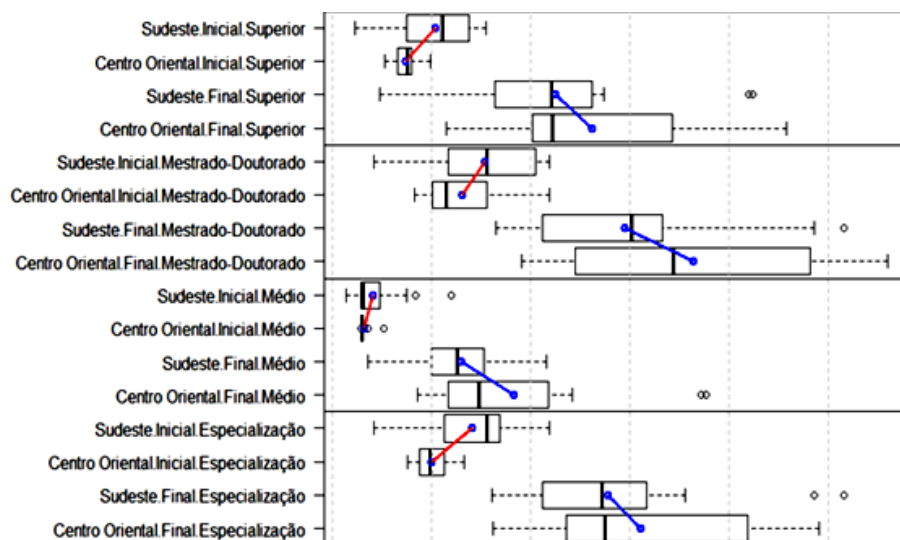 Sudeste.Inicial.Superior
Centro Oriental.Inicial.Superior
Sudeste.Final.Superior
Centro Oriental.Final.Superior
Sudeste.Inicial.Mestrado-Doutorado
Centro Oriental.Inicial.Mestrado-Doutorado
Sudeste.Final.Mestrado-Doutorado
Centro Oriental.Final.Mestrado-Doutorado
Sudeste.Inicial.Médio
Centro Oriental.Inicial.Médio
Sudeste.Final.Médio
Centro Oriental.Final.Médio
Sudeste.Inicial.Especialização
Centro Oriental.Inicial.Especialização
Sudeste.Final.Especialização
Centro Oriental.Final.Especialização